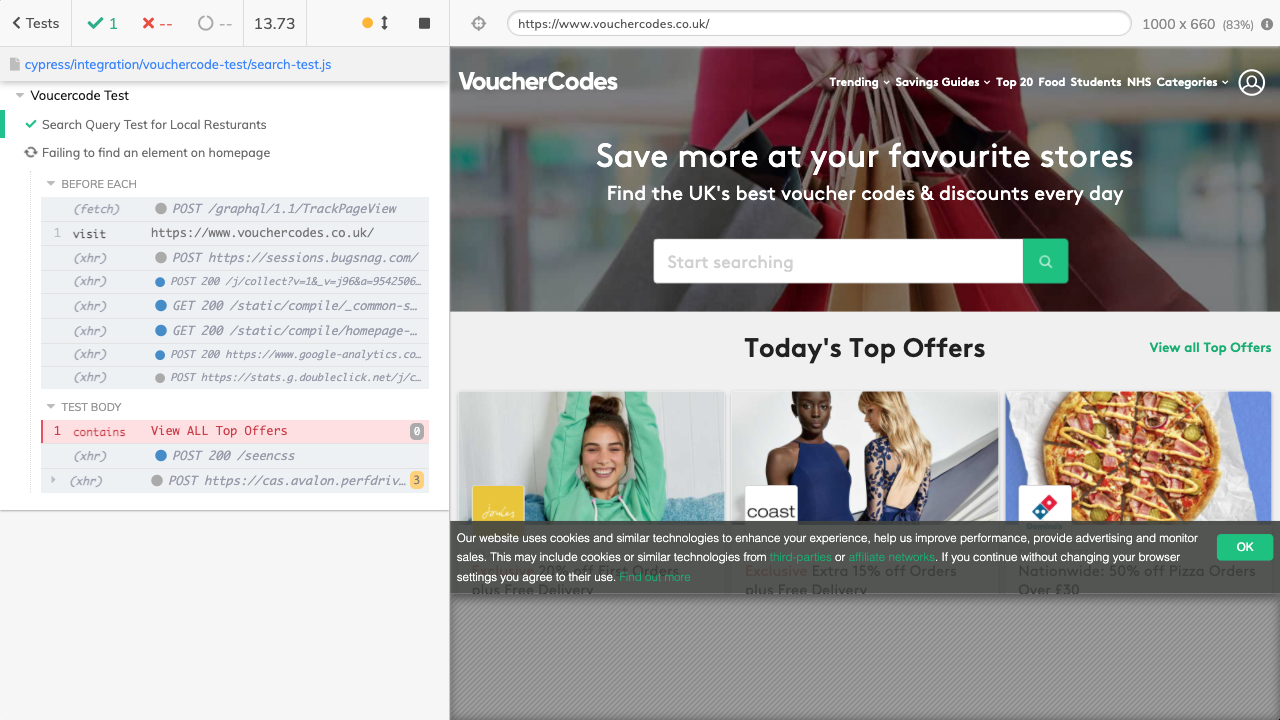 Tests
1
--
--
13.73
https://www.vouchercodes.co.uk/
1000 x 660 (83%)
cypress/integration/vouchercode-test/search-test.js
Voucercode Test
Search Query Test for Local Resturants
Failing to find an element on homepage
BEFORE EACH
(fetch) POST /graphql/1.1/TrackPageView
1 visit https://www.vouchercodes.co.uk/
(xhr) POST https://sessions.bugsnag.com/
(xhr) POST 200 /j/collect?v=1&_v=j96&a=9542506...
(xhr) GET 200 /static/compile/_common-s...
(xhr) GET 200 /static/compile/homepage-...
(xhr) POST 200 https://www.google-analytics.co...
(xhr) POST https://stats.g.doubleclick.net/j/c...
TEST BODY
1 contains View ALL Top Offers 0
(xhr) POST 200 /seencss
(xhr) POST https://cas.avalon.perfdriv... 3
VoucherCodes
Trending Savings Guides Top 20 Food Students NHS Categories
Save more at your favourite stores
Find the UK's best voucher codes & discounts every day
Start searching
Today's Top Offers
View all Top Offers
Joules
coast
Domino's
Our website uses cookies and similar technologies to enhance your experience, help us improve performance, provide advertising and monitor
sales. This may include cookies or similar technologies from third-parties or affiliate networks. If you continue without changing your browser
settings you agree to their use. Find out more
OK
Exclusive 20% off First Orders
plus Free Delivery
Exclusive Extra 15% off Orders
plus Free Delivery
Nationwide: 50% off Pizza Orders
Over £30